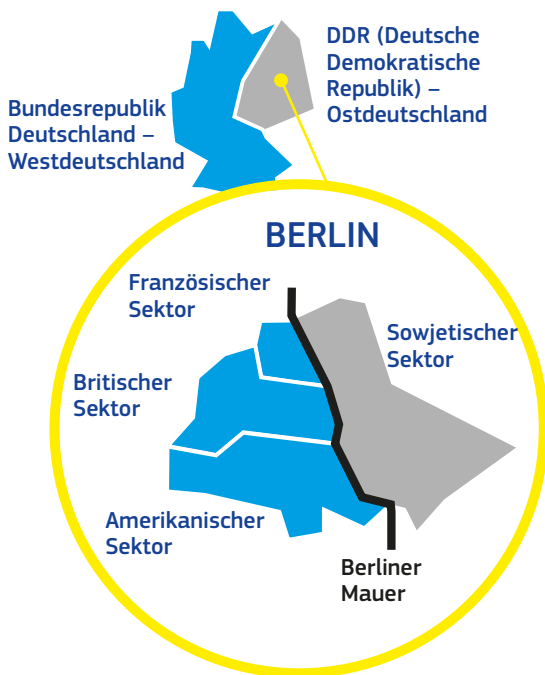 DDR (Deutsche
Demokratische
Republik) –
Ostdeutschland
Bundesrepublik
Deutschland –
Westdeutschland
BERLIN
Französischer
Sektor
Sowjetischer
Sektor
Britischer
Sektor
Amerikanischer
Sektor
Berliner
Mauer